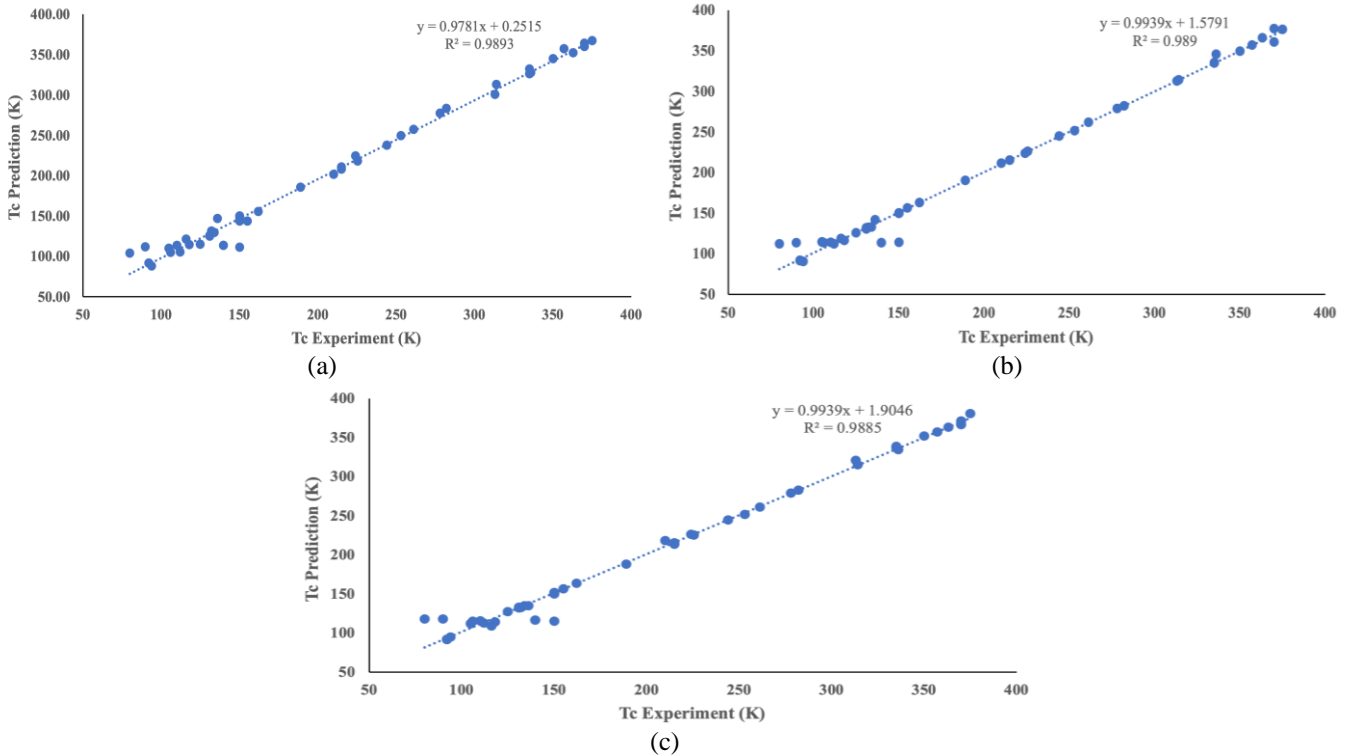 400.00
350.00
300.00
250.00
200.00
150.00
100.00
50.00
Tc Prediction (K)
y = 0.9781x + 0.2515
R² = 0.9893
50 100 150 200 250 300 350 400
Tc Experiment (K)
(a)
400
350
300
250
200
150
100
50
Tc Prediction (K)
y = 0.9939x + 1.5791
R² = 0.989
50 100 150 200 250 300 350 400
Tc Experiment (K)
(b)
400
350
300
250
200
150
100
50
Tc Prediction (K)
y = 0.9939x + 1.9046
R² = 0.9885
50 100 150 200 250 300 350 400
Tc Experiment (K)
(c)